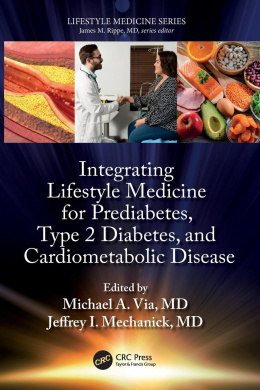 LIFESTYLE MEDICINE SERIES
James M. Rippe, MD, series editor
Integrating
Lifestyle Medicine
for Prediabetes,
Type 2 Diabetes, and
Cardiometabolic Disease
Edited by
Michael A. Via, MD
Jeffrey I. Mechanick, MD
CRC
CRC Press
Taylor & Francis Group